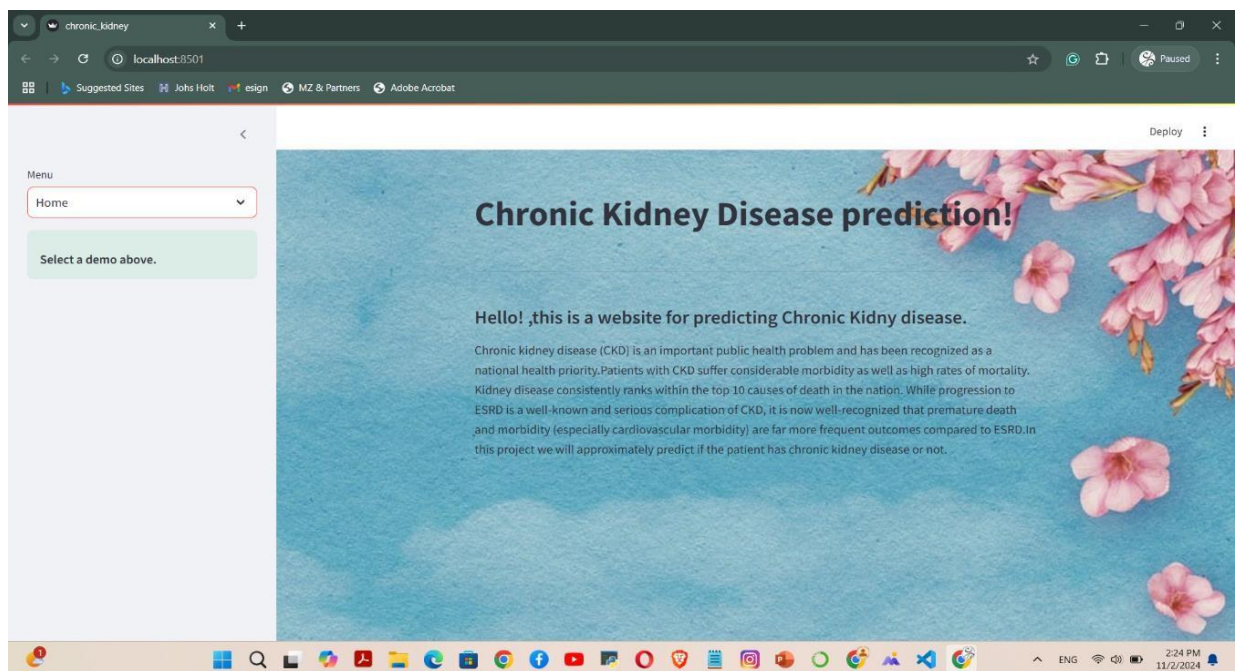 chronic_kidney
localhost:8501
Paused
Suggested Sites
Johs Holt
esign
MZ & Partners
Adobe Acrobat
Deploy
Menu
Home
Select a demo above.
Chronic Kidney Disease prediction!
Hello! ,this is a website for predicting Chronic Kidny disease.
Chronic kidney disease (CKD) is an important public health problem and has been recognized as a
national health priority.Patients with CKD suffer considerable morbidity as well as high rates of mortality.
Kidney disease consistently ranks within the top 10 causes of death in the nation. While progression to
ESRD is a well-known and serious complication of CKD, it is now well-recognized that premature death
and morbidity (especially cardiovascular morbidity) are far more frequent outcomes compared to ESRD.In
this project we will approximately predict if the patient has chronic kidney disease or not.
1
ENG
2:24 PM
11/2/2024